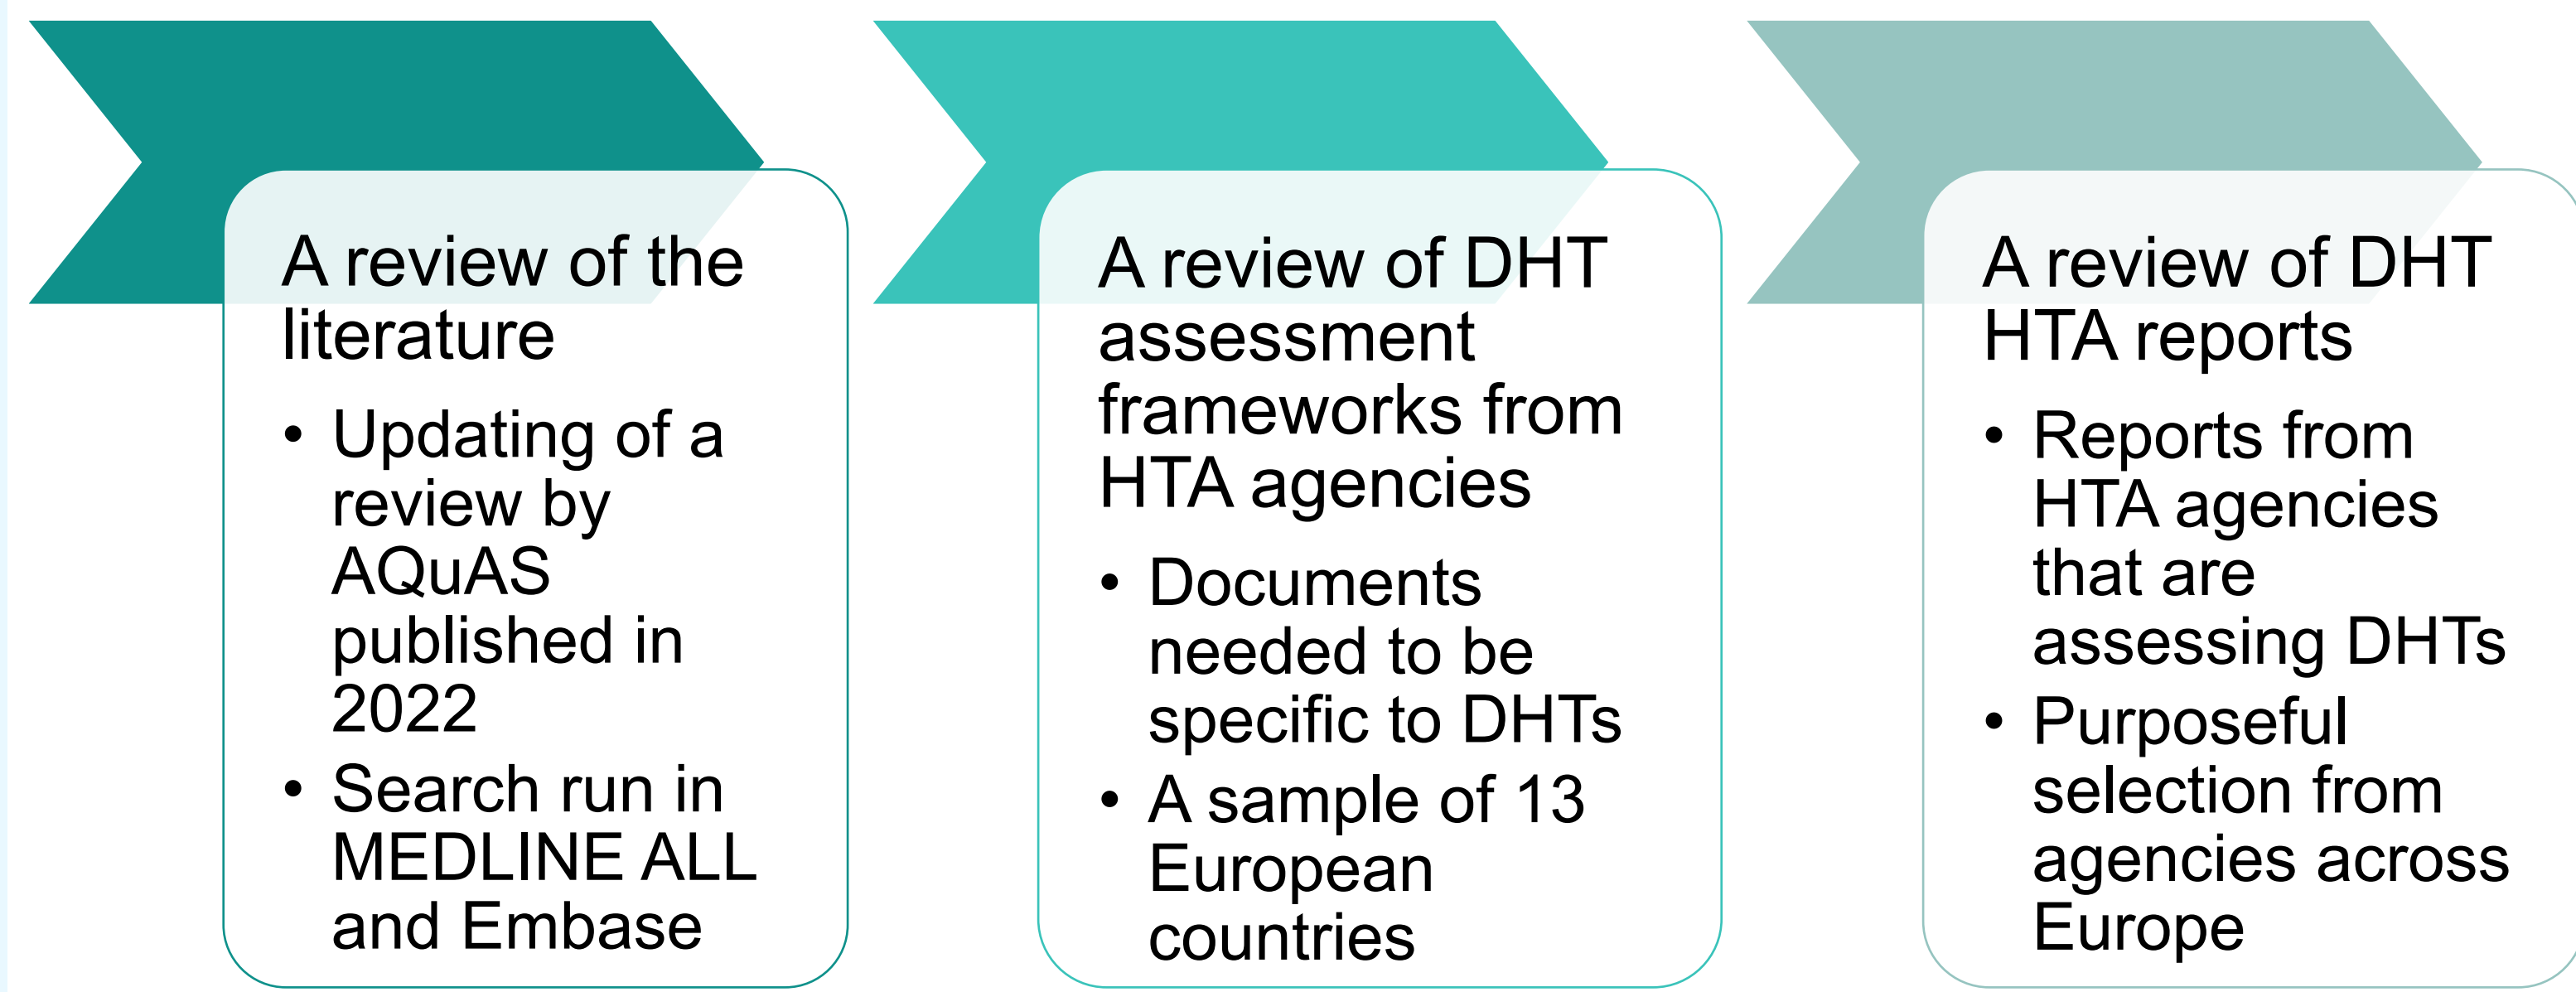 A review of the
literature
• Updating of a
review by
AQuAS
published in
2022
• Search run in
MEDLINE ALL
and Embase
A review of DHT
assessment
frameworks from
HTA agencies
• Documents
needed to be
specific to DHTs
• A sample of 13
European
countries
A review of DHT
HTA reports
• Reports from
HTA agencies
that are
assessing DHTs
• Purposeful
selection from
agencies across
Europe